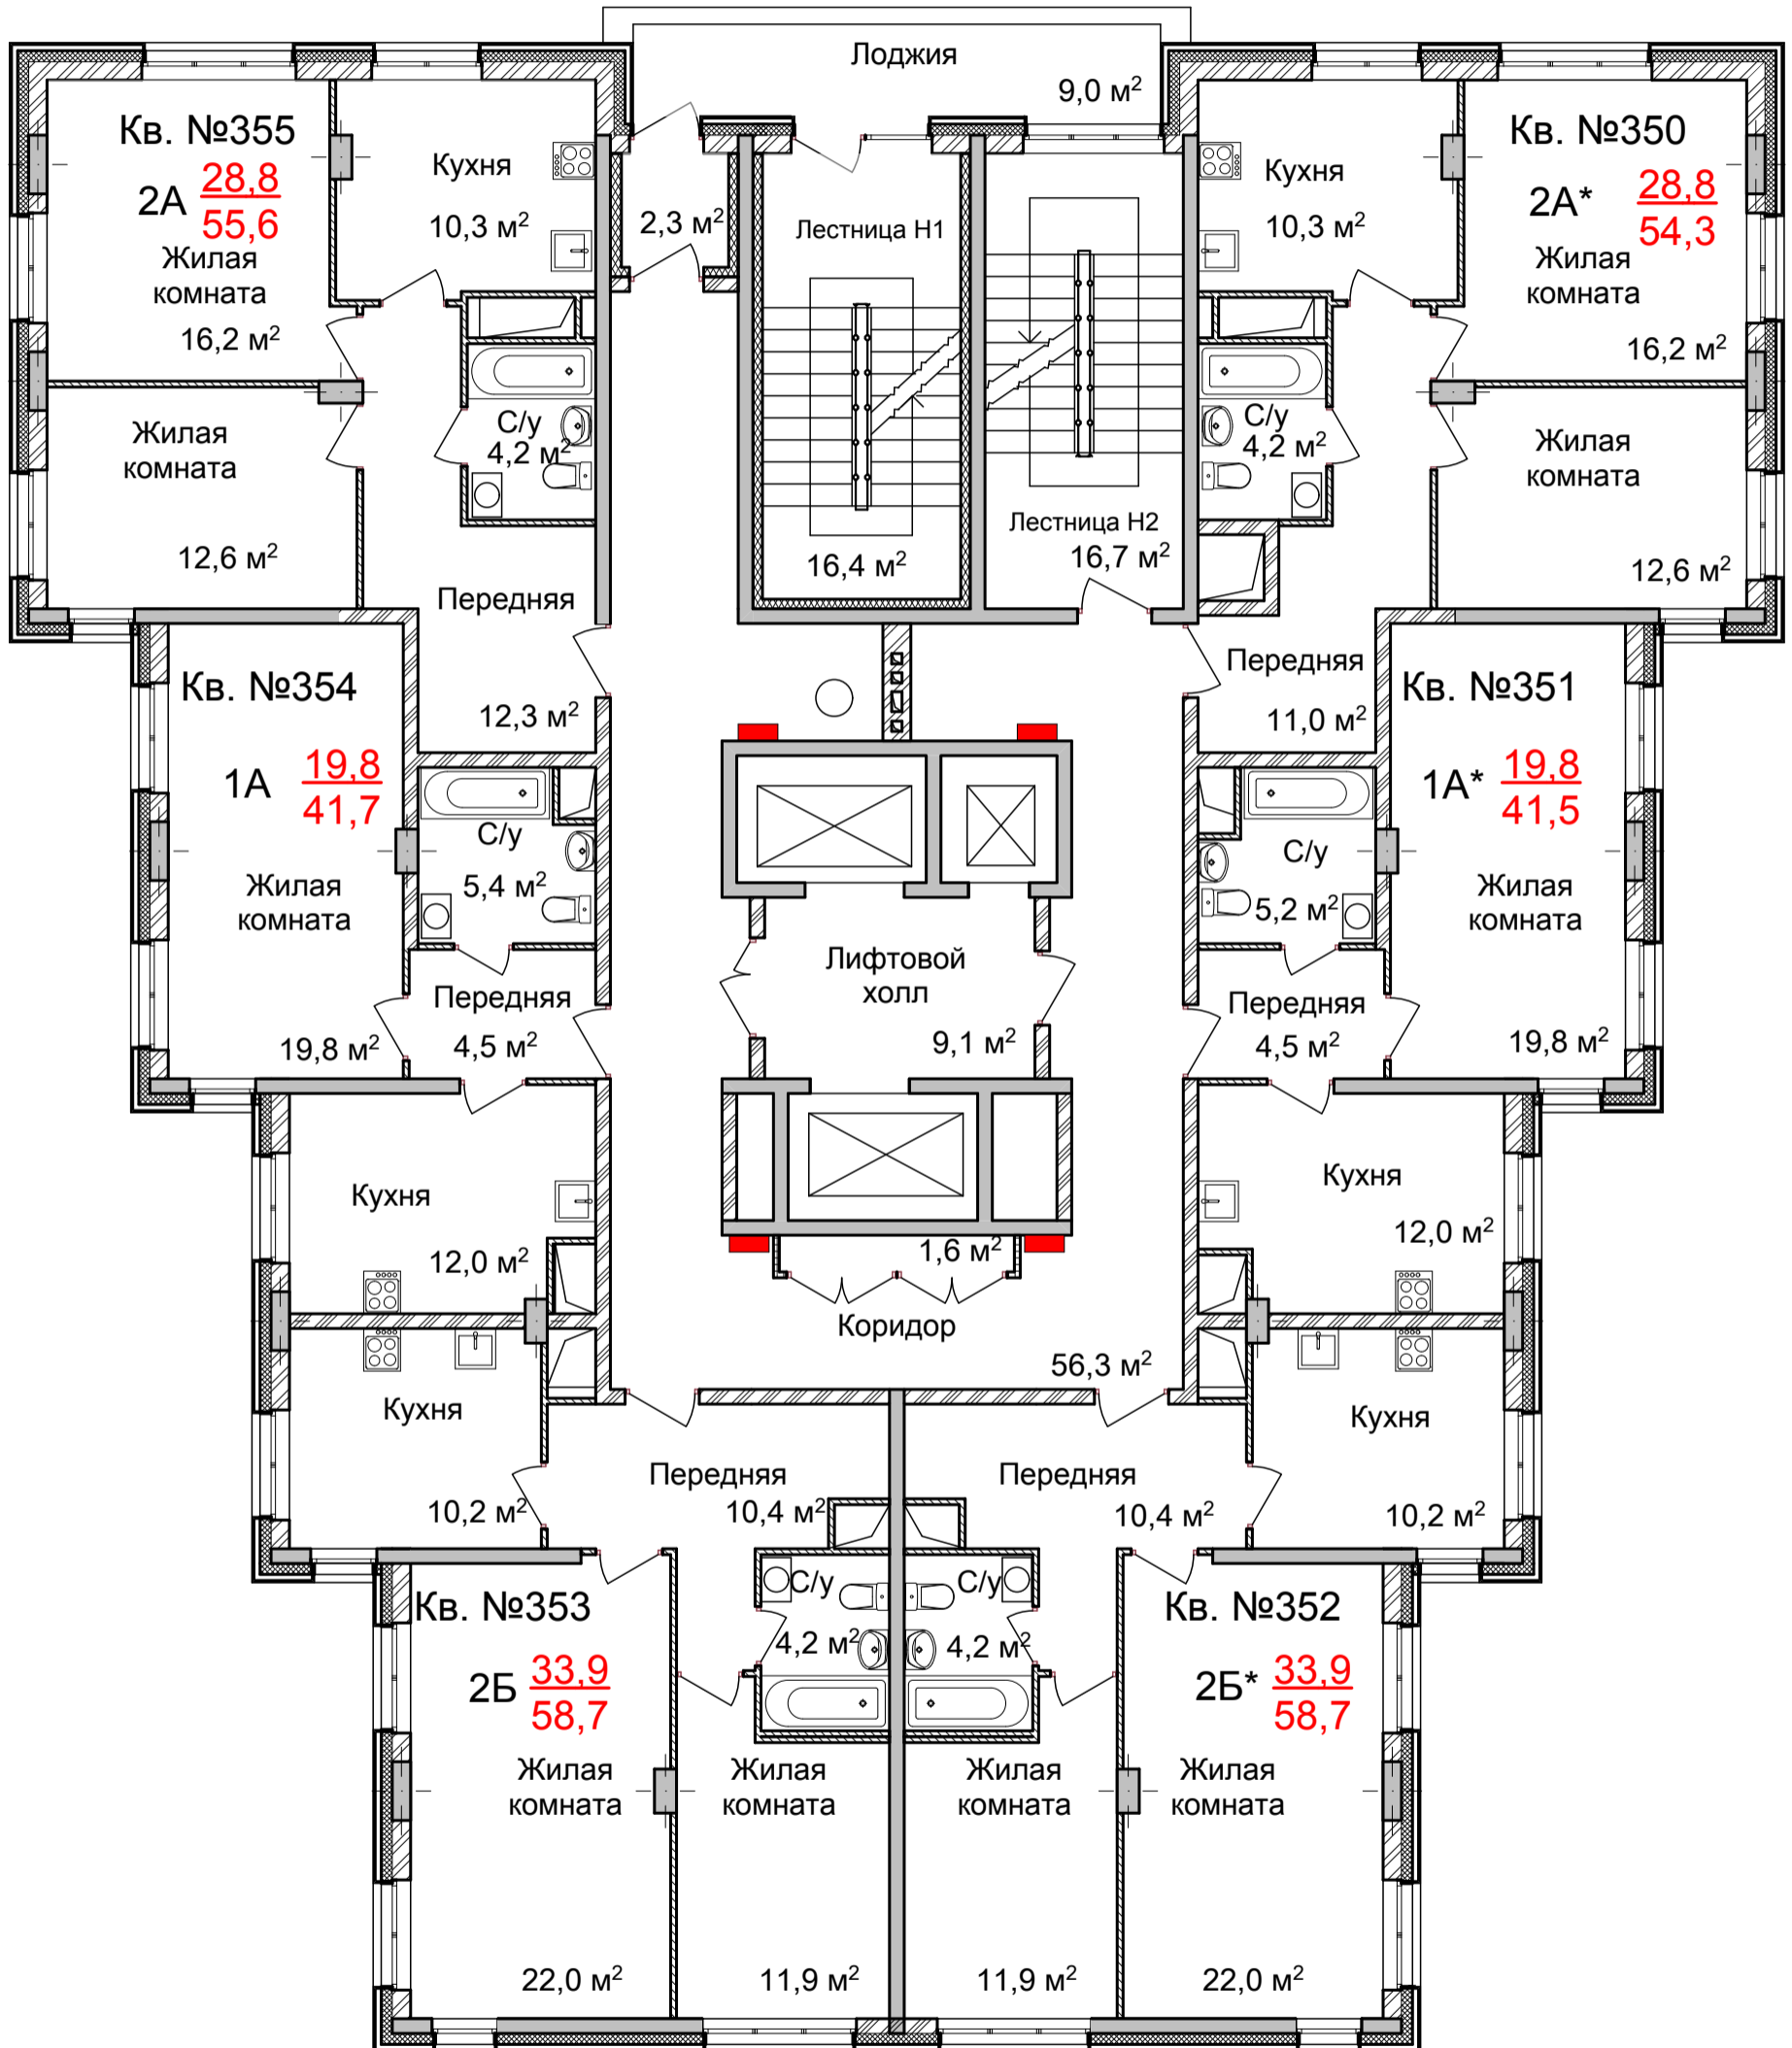 Лоджия
9,0 м²
Кв. №355
2А 28,8
55,6
Жилая
комната
16,2 м²
Кухня
10,3 м²
2,3 м²
Лестница Н1
16,4 м²
Лестница Н2
16,7 м²
Кухня
10,3 м²
Кв. №350
2А* 28,8
54,3
Жилая
комната
16,2 м²
Жилая
комната
12,6 м²
С/у
4,2 м²
Передняя
12,3 м²
С/у
4,2 м²
Жилая
комната
12,6 м²
Передняя
11,0 м²
Кв. №354
1А 19,8
41,7
Жилая
комната
19,8 м²
С/у
5,4 м²
Передняя
4,5 м²
Лифтовой
холл
9,1 м²
С/у
5,2 м²
Передняя
4,5 м²
Кв. №351
1А* 19,8
41,5
Жилая
комната
19,8 м²
Кухня
12,0 м²
1,6 м²
Коридор
56,3 м²
Кухня
12,0 м²
Кухня
10,2 м²
Передняя
10,4 м²
Передняя
10,4 м²
Кухня
10,2 м²
Кв. №353
2Б 33,9
58,7
Жилая
комната
22,0 м²
С/у
4,2 м²
Жилая
комната
11,9 м²
С/у
4,2 м²
Жилая
комната
11,9 м²
Кв. №352
2Б* 33,9
58,7
Жилая
комната
22,0 м²